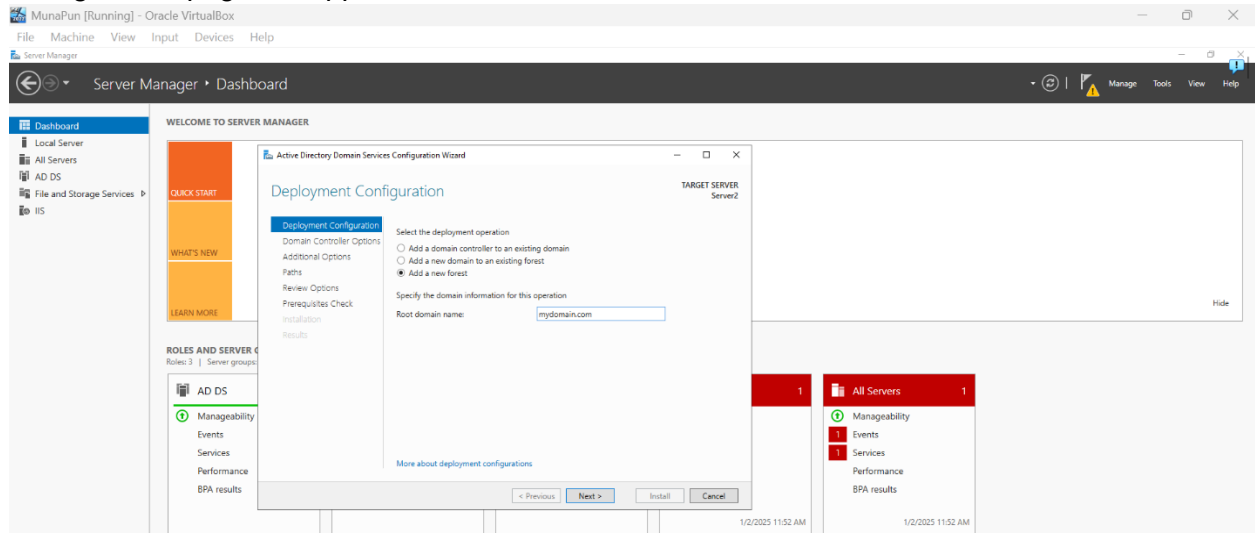 MunaPun [Running] - Oracle VirtualBox
File Machine View Input Devices Help
Server Manager
Server Manager • Dashboard
Manage Tools View Help
Dashboard
Local Server
All Servers
AD DS
File and Storage Services
IIS
WELCOME TO SERVER MANAGER
QUICK START
WHAT'S NEW
LEARN MORE
Hide
Active Directory Domain Services Configuration Wizard
Deployment Configuration
TARGET SERVER
Server2
Deployment Configuration
Domain Controller Options
Additional Options
Paths
Review Options
Prerequisites Check
Installation
Results
Select the deployment operation
Add a domain controller to an existing domain
Add a new domain to an existing forest
Add a new forest
Specify the domain information for this operation
Root domain name: mydomain.com
More about deployment configurations
< Previous Next > Install Cancel
ROLES AND SERVER
Roles: 3 | Server groups:
AD DS
Manageability
Events
Services
Performance
BPA results
1
1/2/2025 11:52 AM
All Servers 1
Manageability
1 Events
1 Services
Performance
BPA results
1/2/2025 11:52 AM